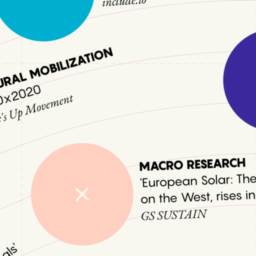 include.io
URAL MOBILIZATION
0x2020
's Up Movement
MACRO RESEARCH
'European Solar: The
on the West, rises in
GS SUSTAIN
als'